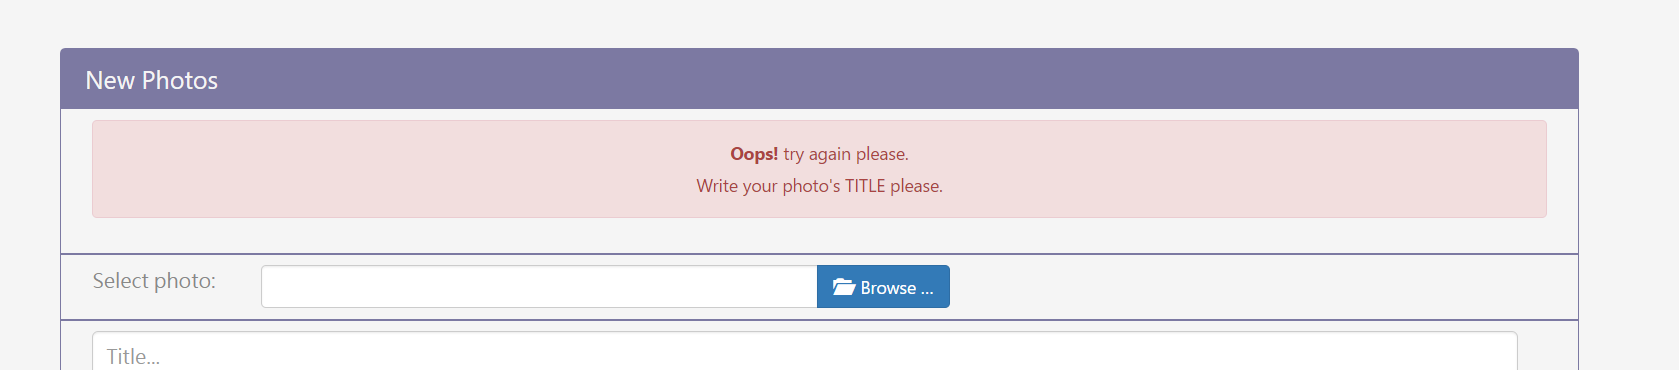 New Photos
Oops! try again please.
Write your photo's TITLE please.
Select photo:
Browse ...
Title...